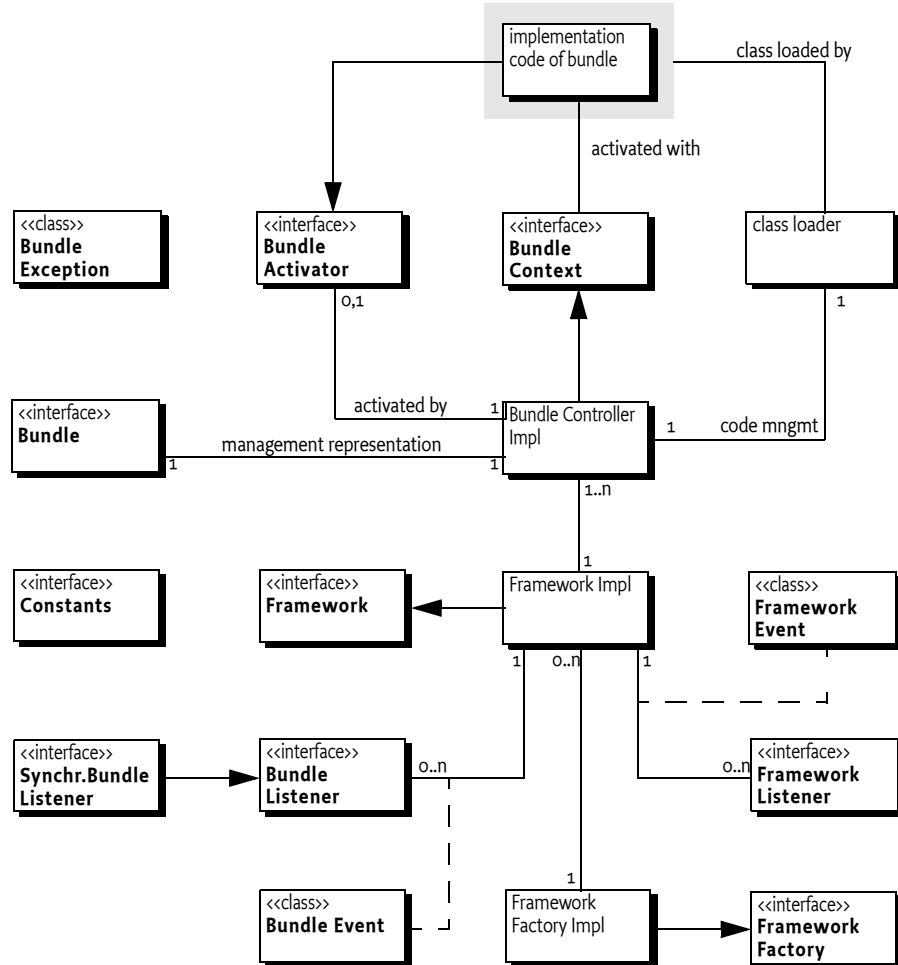 implementation
code of bundle
class loaded by
activated with
<<class>>
Bundle
Exception
<<interface>>
Bundle
Activator
<<interface>>
Bundle
Context
class loader
0,1
1
activated by
1
Bundle Controller
Impl
1
code mngmt
<<interface>>
Bundle
management representation
1
1
1..n
1
<<interface>>
Constants
<<interface>>
Framework
Framework Impl
<<class>>
Framework
Event
1
0..n
1
<<interface>>
Synchr.Bundle
Listener
<<interface>>
Bundle
Listener
0..n
0..n
<<interface>>
Framework
Listener
1
<<class>>
Bundle Event
Framework
Factory Impl
<<interface>>
Framework
Factory